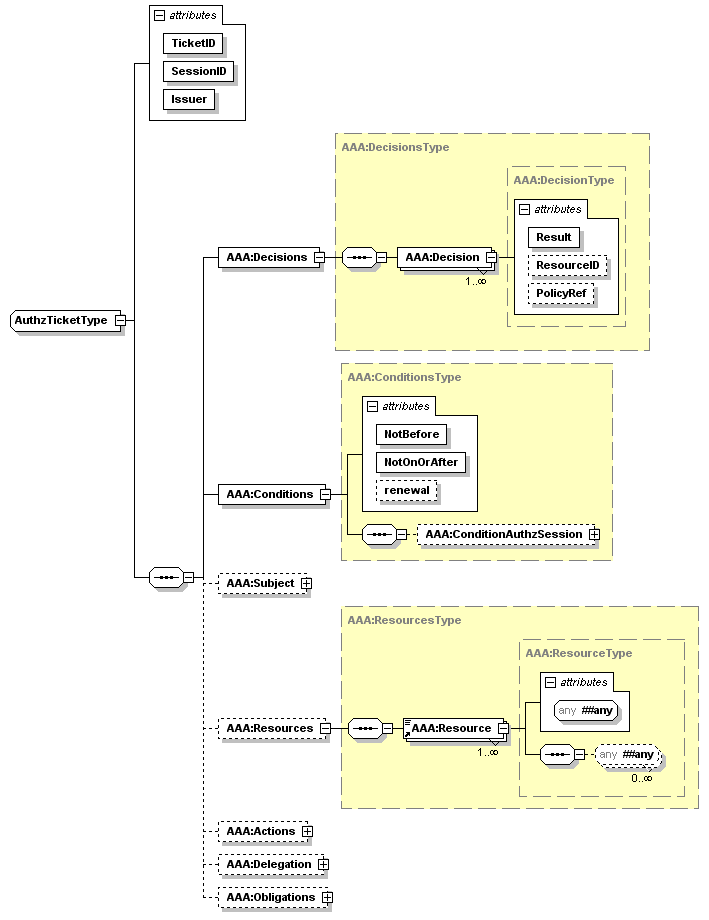 attributes
TicketID
SessionID
Issuer
AAA:DecisionsType
AAA:DecisionType
attributes
Result
ResourceID
PolicyRef
AAA:Decisions
AAA:Decision
1..∞
AuthzTicketType
AAA:ConditionsType
attributes
NotBefore
NotOnOrAfter
renewal
AAA:Conditions
AAA:ConditionAuthzSession
AAA:Subject
AAA:ResourcesType
AAA:ResourceType
attributes
any ##any
AAA:Resources
AAA:Resource
1..∞
any ##any
0..∞
AAA:Actions
AAA:Delegation
AAA:Obligations